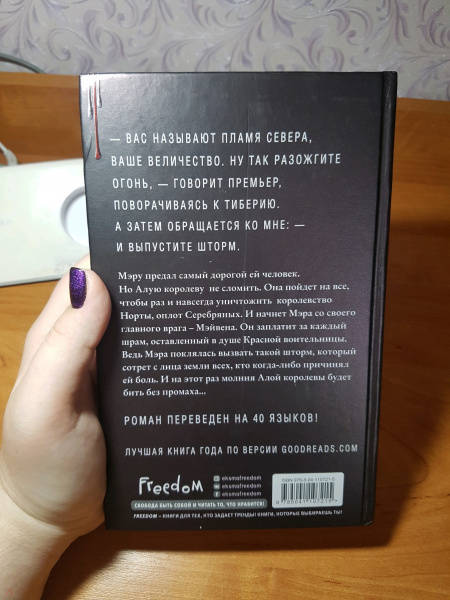 — ВАС НАЗЫВАЮТ ПЛАМЯ СЕВЕРА,
ВАШЕ ВЕЛИЧЕСТВО. НУ ТАК РАЗОЖГИТЕ
ОГОНЬ, — ГОВОРИТ ПРЕМЬЕР,
ПОВОРАЧИВАЯСЬ К ТИБЕРИЮ.
А ЗАТЕМ ОБРАЩАЕТСЯ КО МНЕ: —
И ВЫПУСТИТЕ ШТОРМ.
Мэру предал самый дорогой ей человек.
Но Алую королеву не сломить. Она пойдет на все,
чтобы раз и навсегда уничтожить королевство
Норты, оплот Серебряных. И начнет Мэра со своего
главного врага – Мэйвена. Он заплатит за каждый
шрам, оставленный в душе Красной воительницы.
Ведь Мэра поклялась вызвать такой шторм, который
сотрет с лица земли всех, кто когда-либо причинял
ей боль. И на этот раз молния Алой королевы будет
бить без промаха...
РОМАН ПЕРЕВЕДЕН НА 40 ЯЗЫКОВ!
ЛУЧШАЯ КНИГА ГОДА ПО ВЕРСИИ GOODREADS.COM
Freedom
eksmofreedom
eksmofreedom
eksmofreedom
СВОБОДА БЫТЬ СОБОЙ И ЧИТАТЬ ТО, ЧТО НРАВИТСЯ!
FREEDOM – КНИГИ ДЛЯ ТЕХ, КТО ЗАДАЕТ ТРЕНДЫ! КНИГИ, КОТОРЫЕ ВЫБИРАЕШЬ ТЫ!